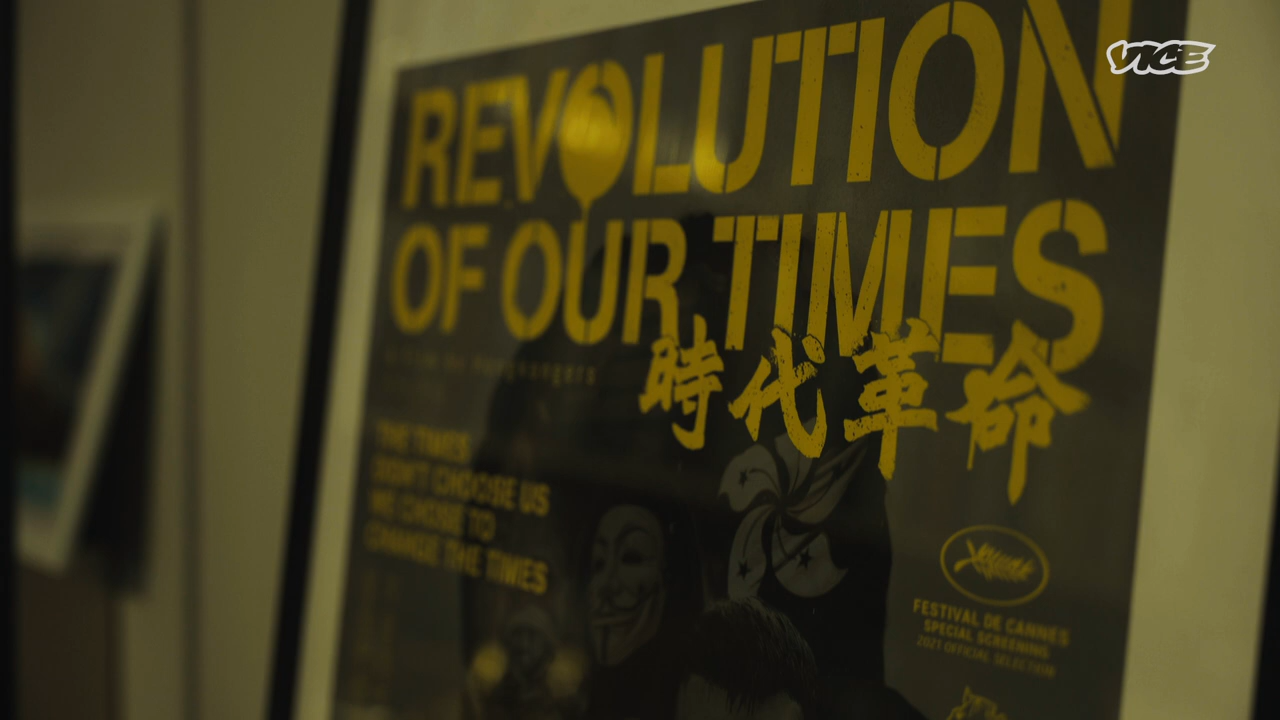 VICE
REVOLUTION
OF OUR TIMES
時代革命
THE TIMES
DIDN'T CHOOSE US
WE CHOSE TO
CHANGE THE TIMES
FESTIVAL DE CANNES
SPECIAL SCREENING
2021 OFFICIAL SELECTION